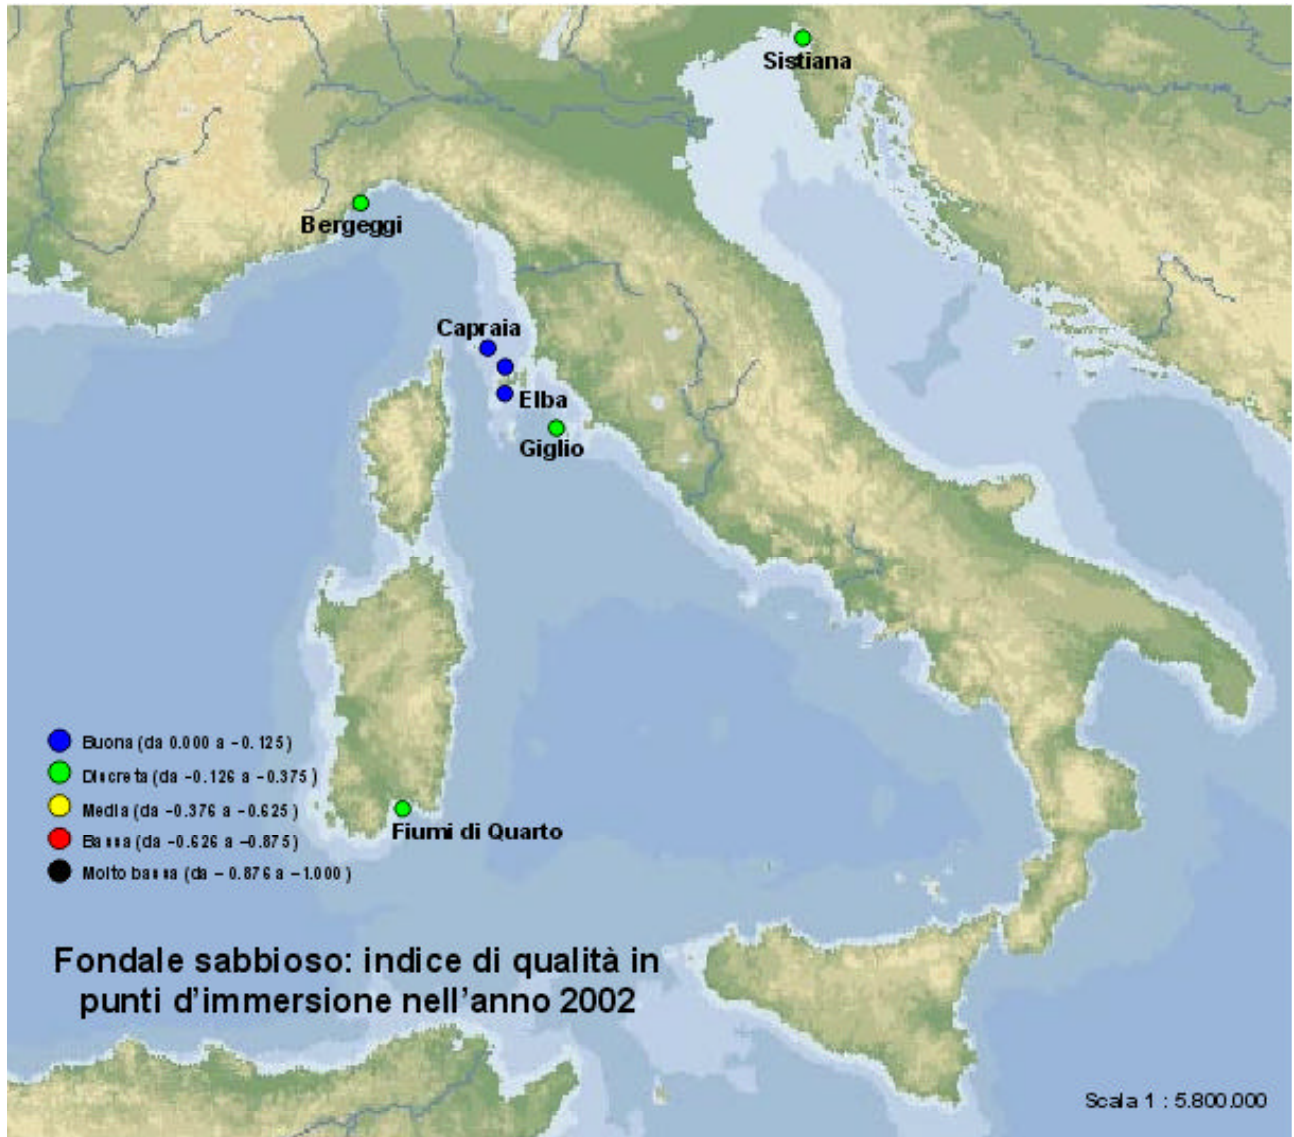 Sistiana
Bergeggi
Capraia
Elba
Giglio
Buona (da 0.000 a -0.125)
Discreta (da -0.126 a -0.375)
Media (da -0.376 a -0.625)
Bassa (da -0.626 a -0.875)
Molto bassa (da -0.876 a -1.000)
Fiumi di Quarto
Fondale sabbioso: indice di qualità in
punti d'immersione nell'anno 2002
Scala 1 : 5.800.000